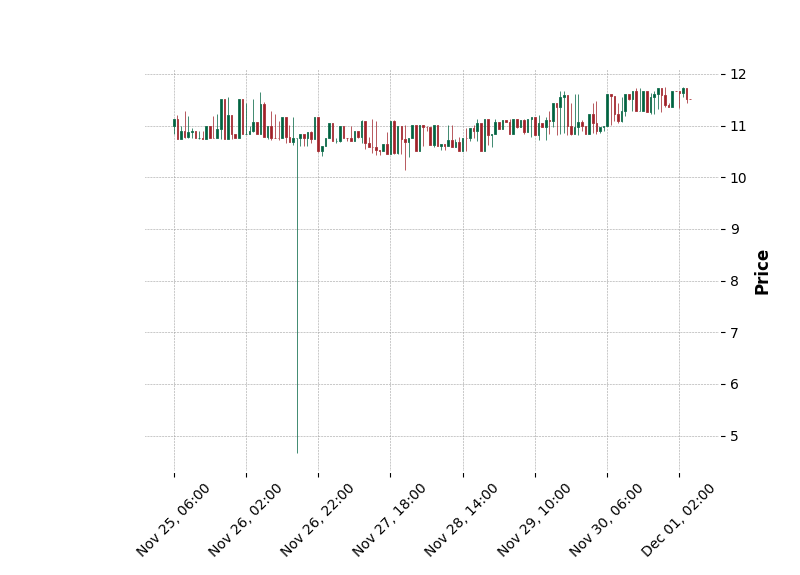 12
11
10
9
8
7
6
5
Price
Nov 25, 06:00
Nov 26, 02:00
Nov 26, 22:00
Nov 27, 18:00
Nov 28, 14:00
Nov 29, 10:00
Nov 30, 06:00
Dec 01, 02:00